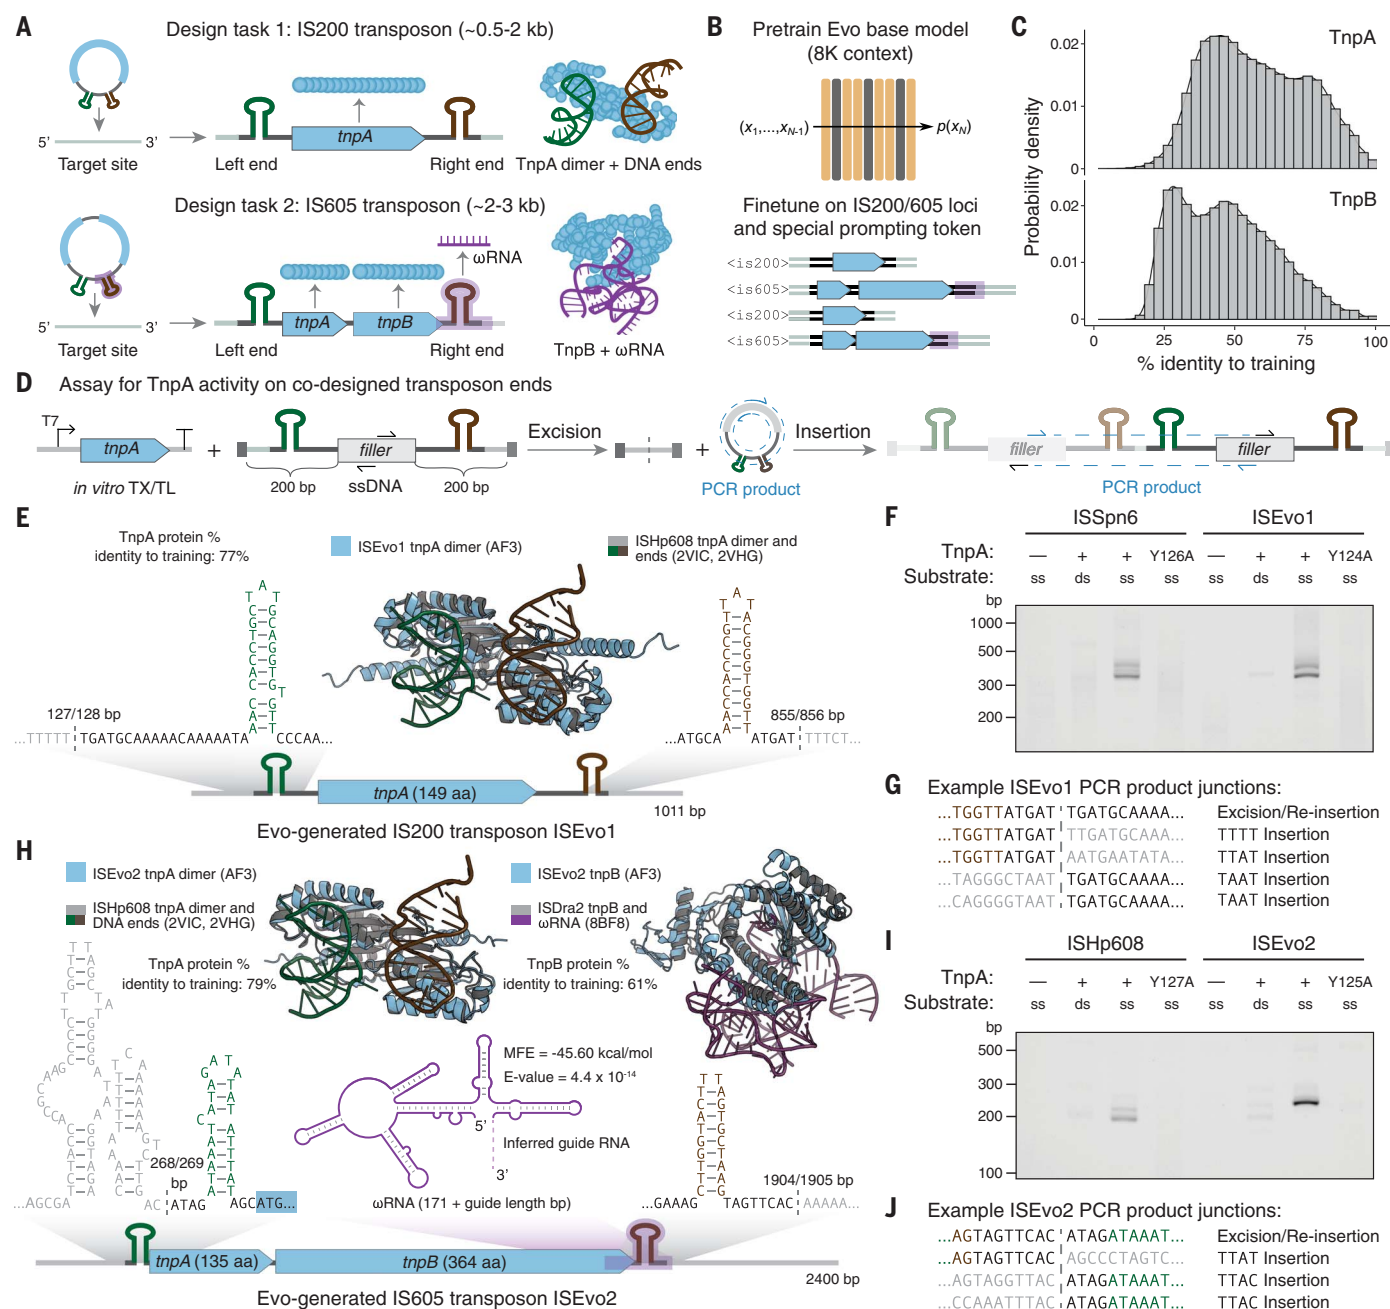 A
Design task 1: IS200 transposon (~0.5-2 kb)
5'
3'
Target site
tnpA
Left end
Right end
TnpA dimer + DNA ends
Design task 2: IS605 transposon (~2-3 kb)
ωRNA
5'
3'
Target site
tnpA
tnpB
Left end
Right end
TnpB + ωRNA
B
Pretrain Evo base model
(8K context)
(x1,...,xN-1)
p(xN)
Finetune on IS200/605 loci
and special prompting token
<is200>
<is605>
<is200>
<is605>
C
TnpA
0.02
0.01
0
TnpB
0.02
0.01
0
Probability density
0 25 50 75 100
% identity to training
D
Assay for TnpA activity on co-designed transposon ends
T7
tnpA
in vitro TX/TL
+
filler
200 bp
ssDNA
200 bp
Excision
+
PCR product
Insertion
filler
filler
PCR product
E
TnpA protein %
identity to training: 77%
ISEvo1 tnpA dimer (AF3)
ISHp608 tnpA dimer and
ends (2VIC, 2VHG)
127/128 bp
...TTTTT TGATGCAAAAACAAAAATA
CCCAA...
855/856 bp
...ATGCA
ATGAT TTTCT...
tnpA (149 aa)
1011 bp
Evo-generated IS200 transposon ISEvo1
F
ISSpn6
ISEvo1
TnpA: — + + Y126A — + + Y124A
Substrate: ss ds ss ss ss ds ss ss
bp
1000
500
300
200
G
Example ISEvo1 PCR product junctions:
...TGGTTATGAT TGATGCAAAA... Excision/Re-insertion
...TGGTTATGAT TTGATGCAAA... TTTT Insertion
...TGGTTATGAT AATGAATATA... TTAT Insertion
...TAGGGCTAAT TGATGCAAAA... TAAT Insertion
...CAGGGGTAAT TGATGCAAAA... TAAT Insertion
H
ISEvo2 tnpA dimer (AF3)
ISHp608 tnpA dimer and
DNA ends (2VIC, 2VHG)
TnpA protein %
identity to training: 79%
ISEvo2 tnpB (AF3)
ISDra2 tnpB and
ωRNA (8BF8)
TnpB protein %
identity to training: 61%
MFE = -45.60 kcal/mol
E-value = 4.4 x 10-14
5'
Inferred guide RNA
3'
ωRNA (171 + guide length bp)
268/269
bp
...AGCGA
AC ATAG
AGCATG...
1904/1905 bp
...GAAAG
TAGTTCAC AAAAA...
tnpA (135 aa)
tnpB (364 aa)
2400 bp
Evo-generated IS605 transposon ISEvo2
I
ISHp608
ISEvo2
TnpA: — + + Y127A — + + Y125A
Substrate: ss ds ss ss ss ds ss ss
bp
500
300
200
100
J
Example ISEvo2 PCR product junctions:
...AGTAGTTCAC ATAGATAAAT... Excision/Re-insertion
...AGTAGTTCAC AGCCCTAGTC... TTAT Insertion
...AGTAGGTTAC ATAGATAAAT... TTAC Insertion
...CCAAATTTAC ATAGATAAAT... TTAC Insertion